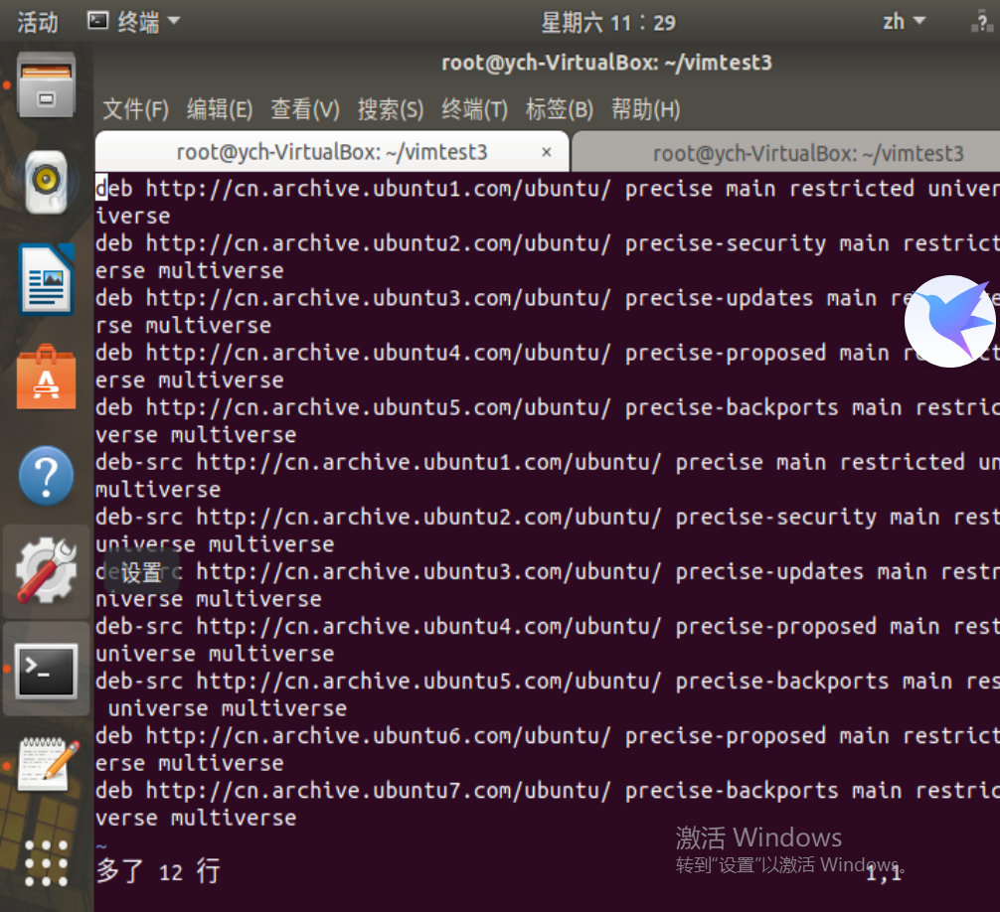 活动 终端 星期六 11：29 zh
root@ych-VirtualBox: ~/vimtest3
文件(F) 编辑(E) 查看(V) 搜索(S) 终端(T) 标签(B) 帮助(H)
root@ych-VirtualBox: ~/vimtest3 × root@ych-VirtualBox: ~/vimtest3
deb http://cn.archive.ubuntu1.com/ubuntu/ precise main restricted univer
iverse
deb http://cn.archive.ubuntu2.com/ubuntu/ precise-security main restrict
erse multiverse
deb http://cn.archive.ubuntu3.com/ubuntu/ precise-updates main
rse multiverse
deb http://cn.archive.ubuntu4.com/ubuntu/ precise-proposed main
erse multiverse
deb http://cn.archive.ubuntu5.com/ubuntu/ precise-backports main restric
verse multiverse
deb-src http://cn.archive.ubuntu1.com/ubuntu/ precise main restricted un
multiverse
deb-src http://cn.archive.ubuntu2.com/ubuntu/ precise-security main rest
universe multiverse
设置 http://cn.archive.ubuntu3.com/ubuntu/ precise-updates main restr
niverse multiverse
deb-src http://cn.archive.ubuntu4.com/ubuntu/ precise-proposed main rest
universe multiverse
deb-src http://cn.archive.ubuntu5.com/ubuntu/ precise-backports main res
universe multiverse
deb http://cn.archive.ubuntu6.com/ubuntu/ precise-proposed main restrict
erse multiverse
deb http://cn.archive.ubuntu7.com/ubuntu/ precise-backports main restric
verse multiverse
~
激活 Windows
转到“设置”以激活 Windows。
多了 12 行 1,1